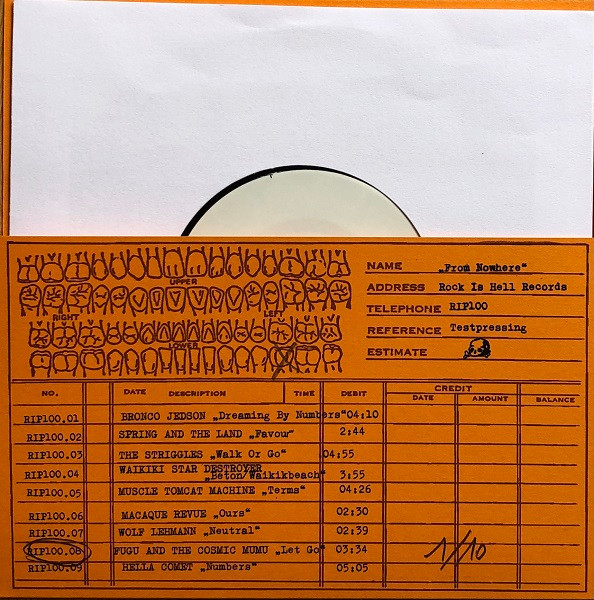 UPPER
RIGHT LEFT
LOWER
NAME „From Nowhere“
ADDRESS Rock Is Hell Records
TELEPHONE RIP100
REFERENCE Testpressing
ESTIMATE
NO. DATE DESCRIPTION TIME DEBIT CREDIT
DATE AMOUNT BALANCE
RIP100.01 BRONCO JEDSON „Dreaming By Numbers“ 04:10
RIP100.02 SPRING AND THE LAND „Favour“ 2:44
RIP100.03 THE STRIGGLES „Walk Or Go“ 04:55
RIP100.04 WAIKIKI STAR DESTROYER
„Beton/Waikikbeach“ 3:55
RIP100.05 MUSCLE TOMCAT MACHINE „Terms“ 04:26
RIP100.06 MACAQUE REVUE „Ours“ 02:30
RIP100.07 WOLF LEHMANN „Neutral“ 02:39
RIP100.08 FUGU AND THE COSMIC MUMU „Let Go“ 03:34 1/10
RIP100.09 HELLA COMET „Numbers“ 05:05